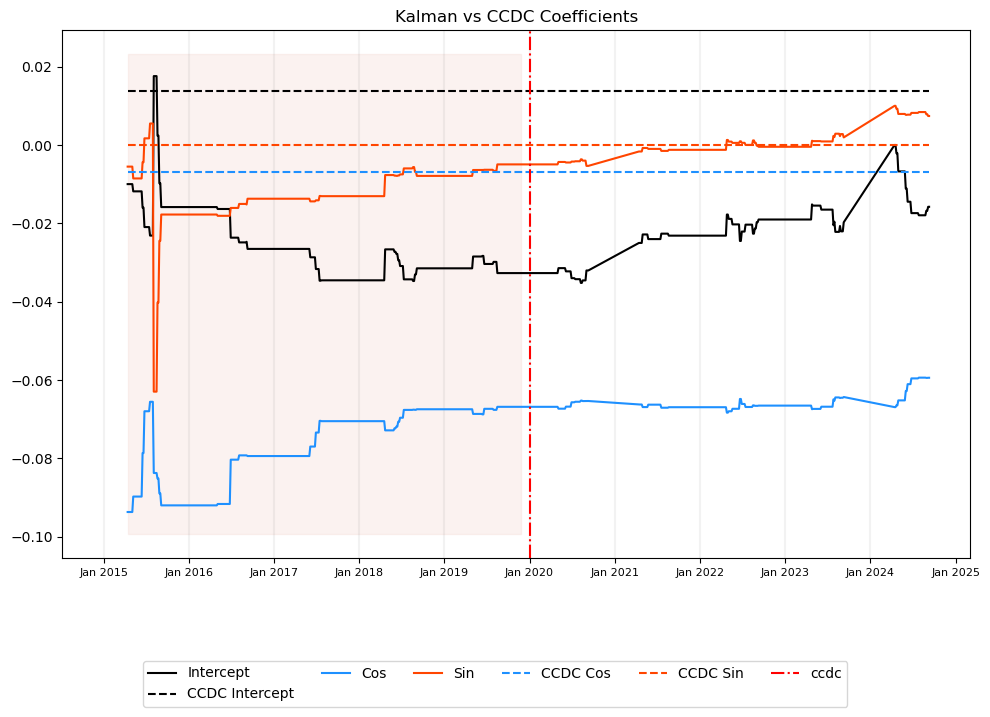 Kalman vs CCDC Coefficients
0.02
0.00
−0.02
−0.04
−0.06
−0.08
−0.10
Jan 2015 Jan 2016 Jan 2017 Jan 2018 Jan 2019 Jan 2020 Jan 2021 Jan 2022 Jan 2023 Jan 2024 Jan 2025
Intercept Cos Sin CCDC Cos CCDC Sin ccdc
CCDC Intercept